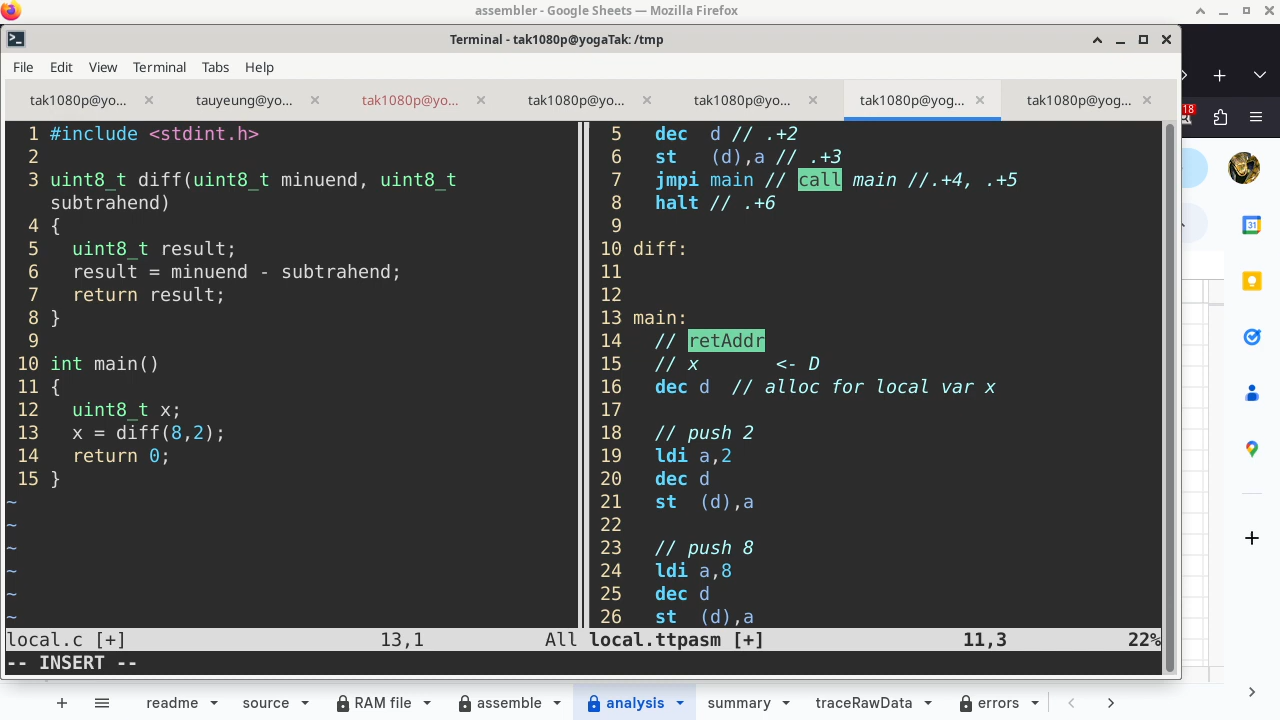 assembler - Google Sheets — Mozilla Firefox
Terminal - tak1080p@yogaTak: /tmp
File Edit View Terminal Tabs Help
tak1080p@yo... tauyeung@yo... tak1080p@yo... tak1080p@yo... tak1080p@yo... tak1080p@yog... tak1080p@yog...
18
31
1 #include <stdint.h>
2
3 uint8_t diff(uint8_t minuend, uint8_t
subtrahend)
4 {
5   uint8_t result;
6   result = minuend - subtrahend;
7   return result;
8 }
9
10 int main()
11 {
12   uint8_t x;
13   x = diff(8,2);
14   return 0;
15 }
~
~
~
~
~
~
local.c [+] 13,1 All
5   dec  d // .+2
6   st   (d),a // .+3
7   jmpi main // call main //.+4, .+5
8   halt // .+6
9
10 diff:
11
12
13 main:
14   // retAddr
15   // x       <- D
16   dec d  // alloc for local var x
17
18   // push 2
19   ldi a,2
20   dec d
21   st  (d),a
22
23   // push 8
24   ldi a,8
25   dec d
26   st  (d),a
local.ttpasm [+] 11,3 22%
-- INSERT --
readme source RAM file assemble analysis summary traceRawData errors